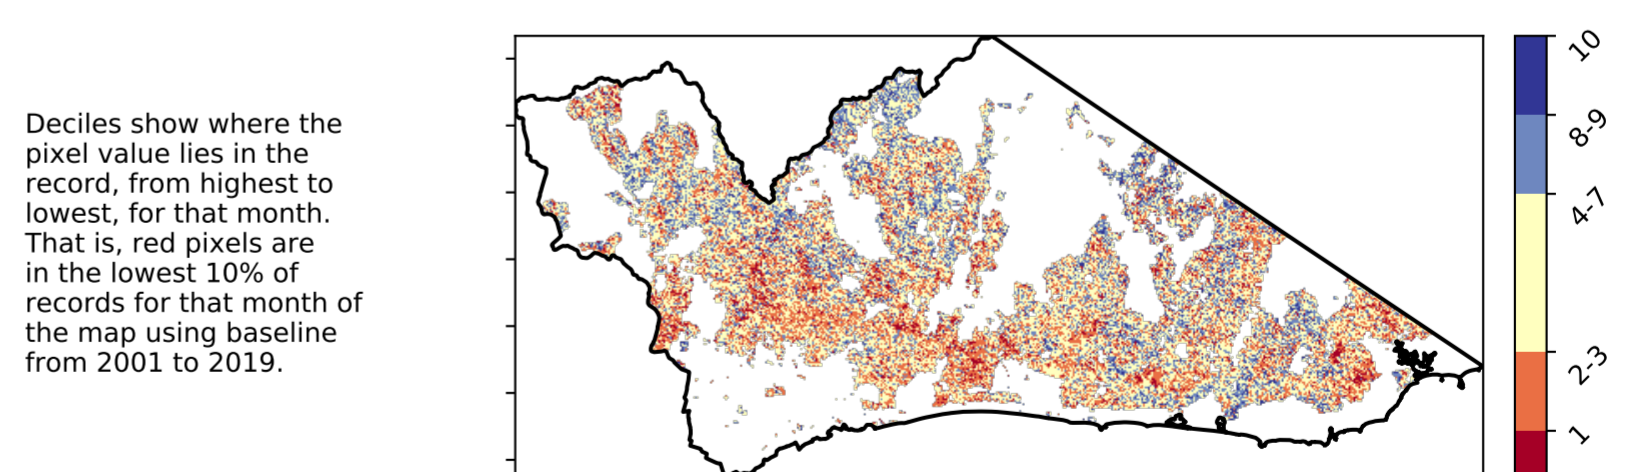 Deciles show where the
pixel value lies in the
record, from highest to
lowest, for that month.
That is, red pixels are
in the lowest 10% of
records for that month of
the map using baseline
from 2001 to 2019.
10
8-9
4-7
2-3
1